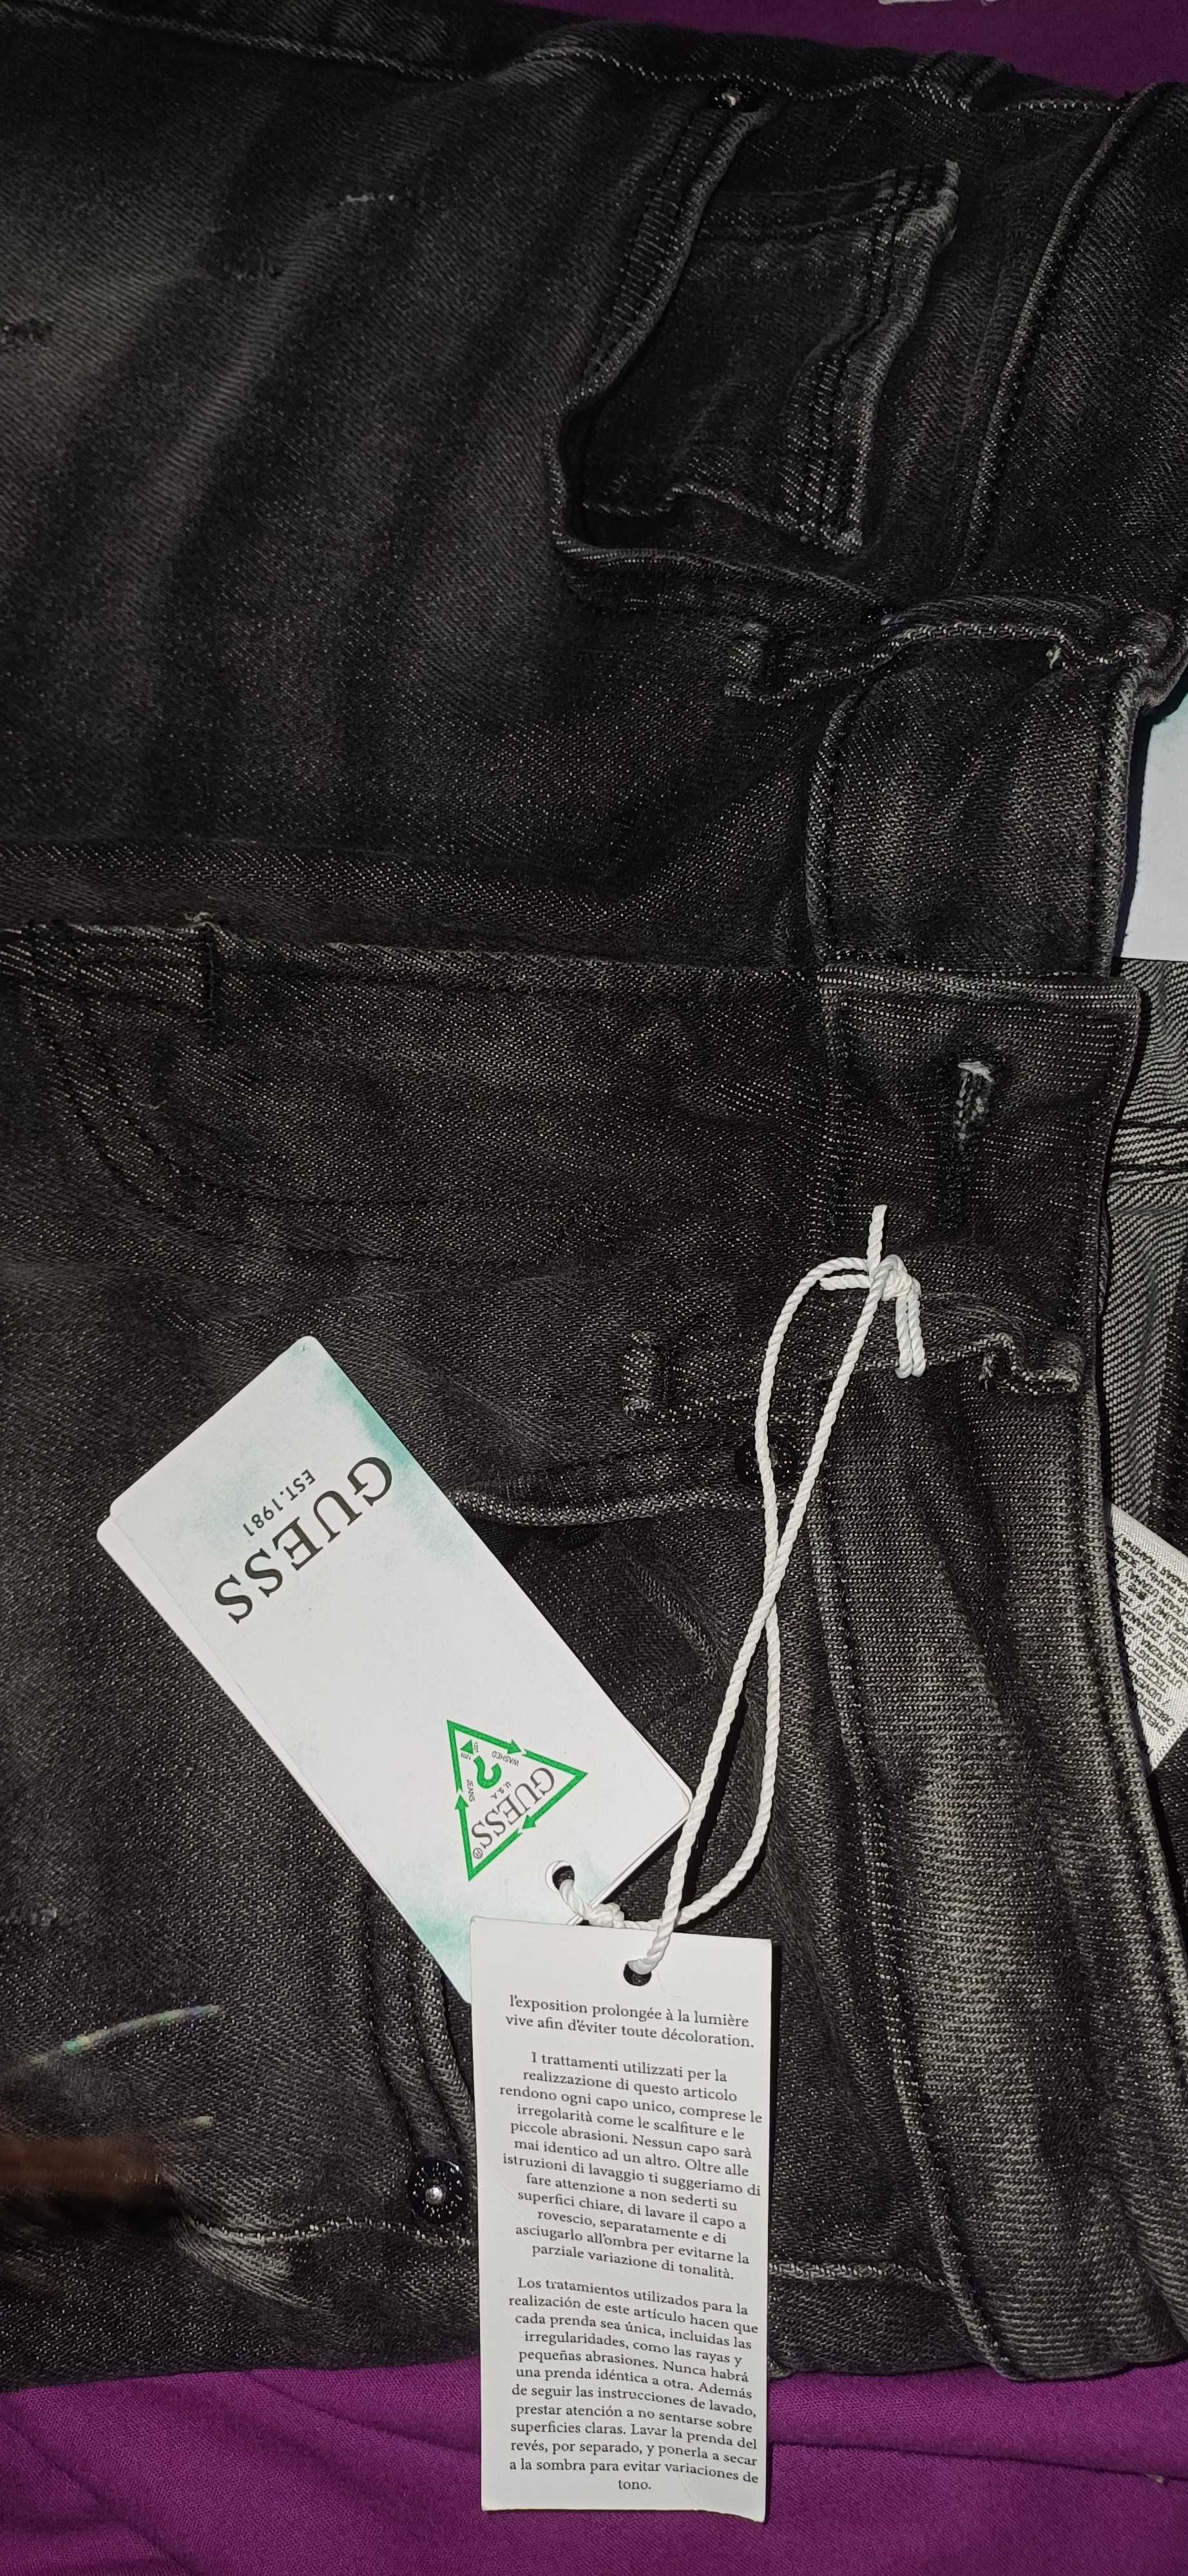 GUESS
EST. 1981
GUESS®
U.S.A.
?
WASHED
JEANS
l'exposition prolongée à la lumière
vive afin d'éviter toute décoloration.
I trattamenti utilizzati per la
realizzazione di questo articolo
rendono ogni capo unico, comprese le
irregolarità come le scalfiture e le
piccole abrasioni. Nessun capo sarà
mai identico ad un altro. Oltre alle
istruzioni di lavaggio ti suggeriamo di
fare attenzione a non sederti su
superfici chiare, di lavare il capo a
rovescio, separatamente e di
asciugarlo all'ombra per evitarne la
parziale variazione di tonalità.
Los tratamientos utilizados para la
realización de este artículo hacen que
cada prenda sea única, incluidas las
irregularidades, como las rayas y
pequeñas abrasiones. Nunca habrá
una prenda idéntica a otra. Además
de seguir las instrucciones de lavado,
prestar atención a no sentarse sobre
superficies claras. Lavar la prenda del
revés, por separado, y ponerla a secar
a la sombra para evitar variaciones de
tono.